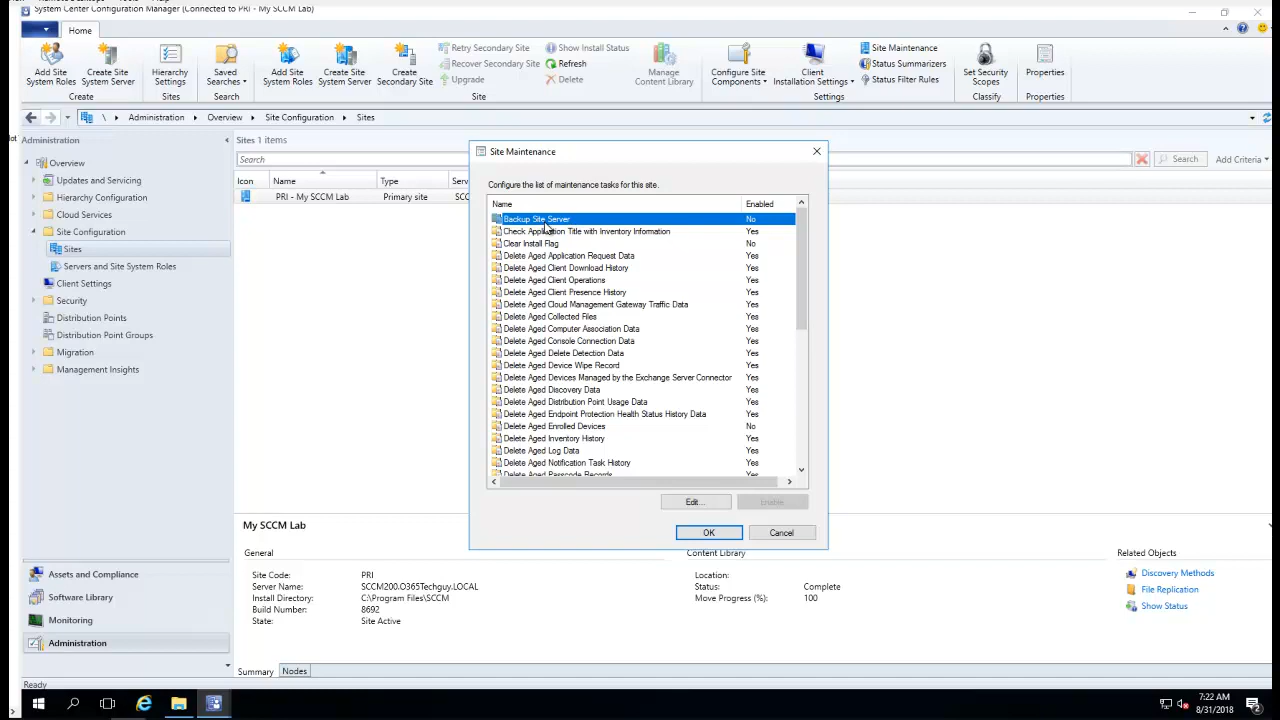 System Center Configuration Manager (Connected to PRI - My SCCM Lab)
Home
Add Site
System Roles
Create Site
System Server
Hierarchy
Settings
Saved
Searches
Add Site
System Roles
Create Site
System Server
Create
Secondary Site
Retry Secondary Site
Recover Secondary Site
Upgrade
Show Install Status
Refresh
Delete
Manage
Content Library
Configure Site
Components
Client
Installation Settings
Site Maintenance
Status Summarizers
Status Filter Rules
Set Security
Scopes
Properties
Create
Sites
Search
Site
Settings
Classify
Properties
\ Administration Overview Site Configuration Sites
Administration
Overview
Updates and Servicing
Hierarchy Configuration
Cloud Services
Site Configuration
Sites
Servers and Site System Roles
Client Settings
Security
Distribution Points
Distribution Point Groups
Migration
Management Insights
Assets and Compliance
Software Library
Monitoring
Administration
Sites 1 items
Search
Search
Add Criteria
Icon Name Type
PRI - My SCCM Lab Primary site
Site Maintenance
Configure the list of maintenance tasks for this site.
Name Enabled
Backup Site Server No
Check Application Title with Inventory Information Yes
Clear Install Flag No
Delete Aged Application Request Data Yes
Delete Aged Client Download History Yes
Delete Aged Client Operations Yes
Delete Aged Client Presence History Yes
Delete Aged Cloud Management Gateway Traffic Data Yes
Delete Aged Collected Files Yes
Delete Aged Computer Association Data Yes
Delete Aged Console Connection Data Yes
Delete Aged Delete Detection Data Yes
Delete Aged Device Wipe Record Yes
Delete Aged Devices Managed by the Exchange Server Connector Yes
Delete Aged Discovery Data Yes
Delete Aged Distribution Point Usage Data Yes
Delete Aged Endpoint Protection Health Status History Data Yes
Delete Aged Enrolled Devices No
Delete Aged Inventory History Yes
Delete Aged Log Data Yes
Delete Aged Notification Task History Yes
Delete Aged Passcode Records Yes
Edit...
Enable
OK
Cancel
My SCCM Lab
General
Site Code: PRI
Server Name: SCCM200.O365Techguy.LOCAL
Install Directory: C:\Program Files\SCCM
Build Number: 8692
State: Site Active
Content Library
Location:
Status: Complete
Move Progress (%): 100
Related Objects
Discovery Methods
File Replication
Show Status
Summary Nodes
Ready
7:22 AM
8/31/2018
2